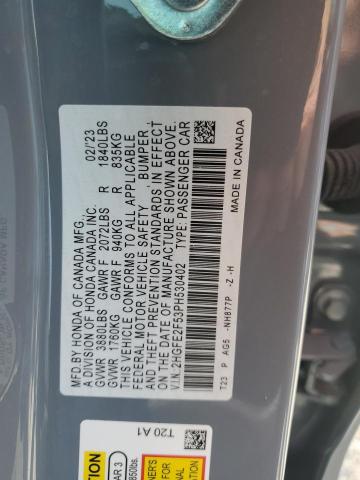 MFD. BY HONDA OF CANADA MFG., 02/'23
A DIVISION OF HONDA CANADA INC.
GVWR 3880LBS GAWR F 2072LBS R 1840LBS
GVWR 1760KG GAWR F 940KG R 835KG
THIS VEHICLE CONFORMS TO ALL APPLICABLE
FEDERAL MOTOR VEHICLE SAFETY, BUMPER,
AND THEFT PREVENTION STANDARDS IN EFFECT
ON THE DATE OF MANUFACTURE SHOWN ABOVE.
V.I.N.: 2HGFE2F53PH530402 TYPE: PASSENGER CAR
MADE IN CANADA
T23 P AG5 -NH877P -Z -H
T20 A1